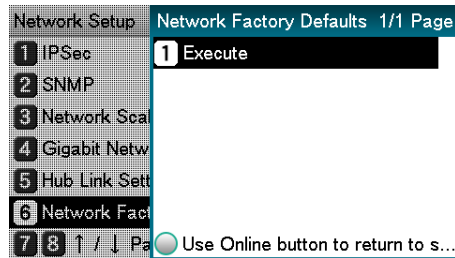 Network Setup
1 IPSec
2 SNMP
3 Network Scal
4 Gigabit Netw
5 Hub Link Sett
6 Network Fact
7 8 ↑ / ↓ Pa
Network Factory Defaults 1/1 Page
1 Execute
Use Online button to return to s...